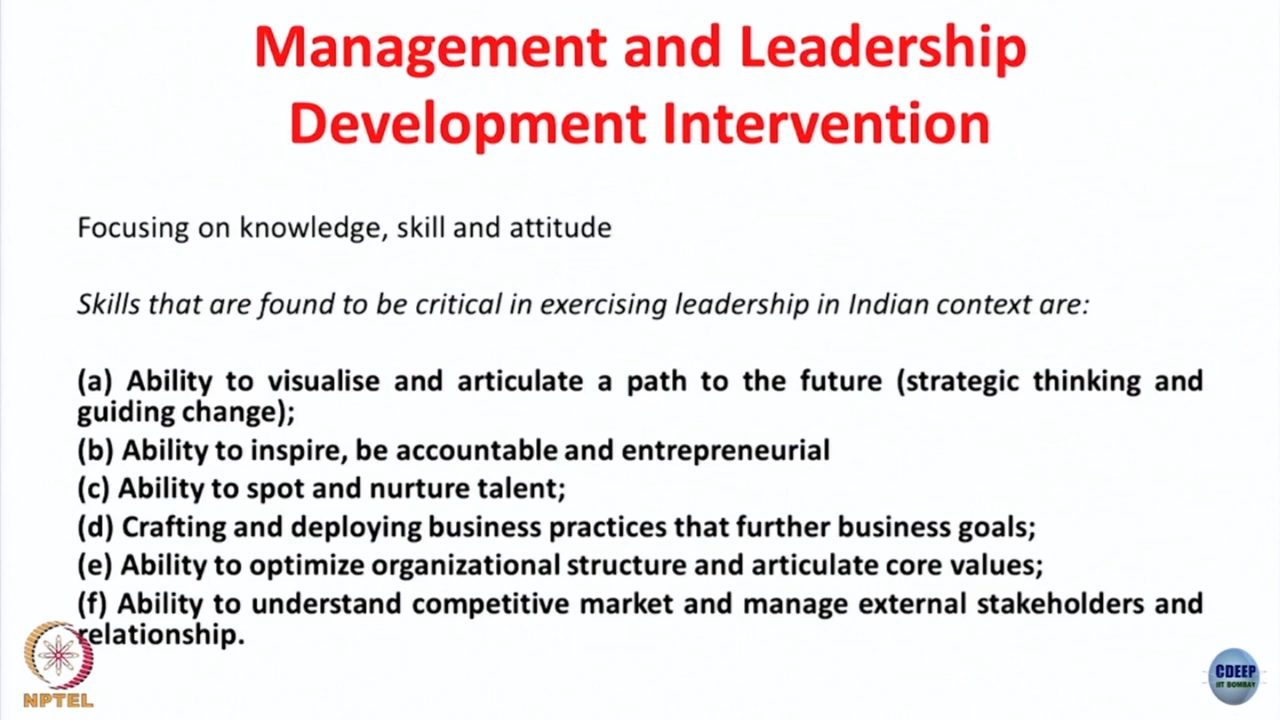 Management and Leadership
Development Intervention
Focusing on knowledge, skill and attitude
Skills that are found to be critical in exercising leadership in Indian context are:
(a) Ability to visualise and articulate a path to the future (strategic thinking and
guiding change);
(b) Ability to inspire, be accountable and entrepreneurial
(c) Ability to spot and nurture talent;
(d) Crafting and deploying business practices that further business goals;
(e) Ability to optimize organizational structure and articulate core values;
(f) Ability to understand competitive market and manage external stakeholders and
relationship.
NPTEL
CDEEP
IIT BOMBAY